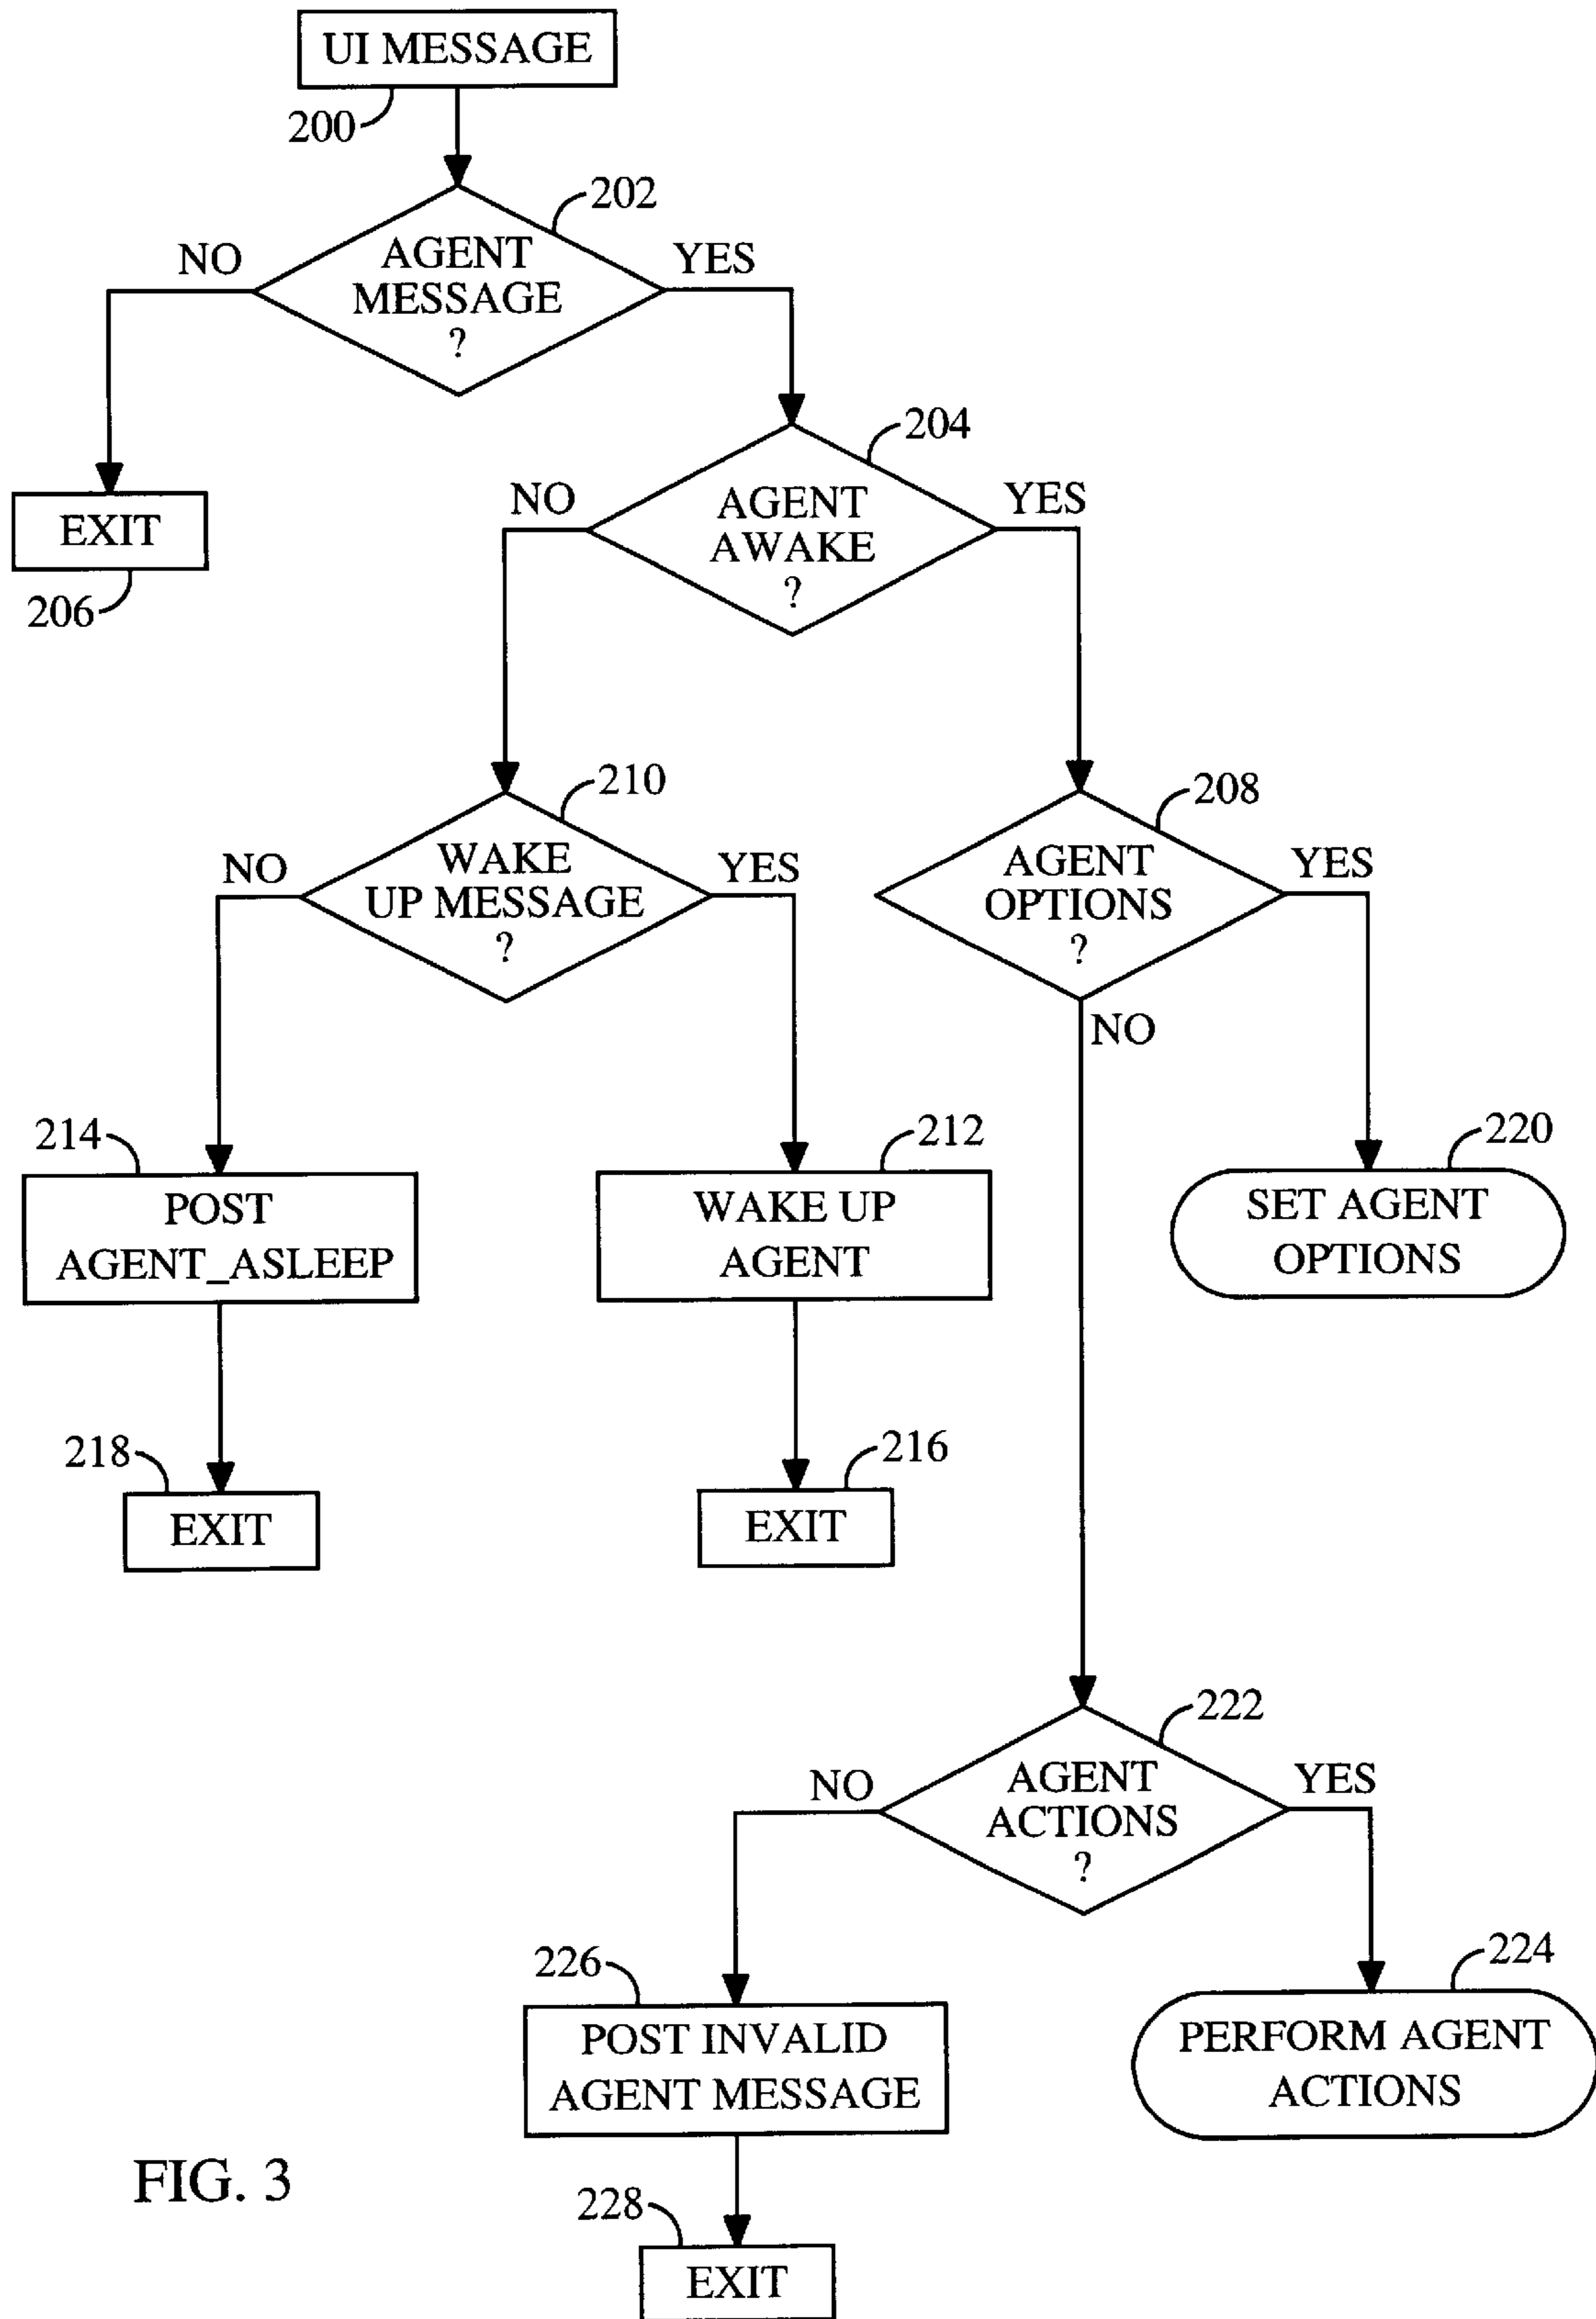 UI MESSAGE
200
202
NO
AGENT
MESSAGE
?
YES
204
NO
AGENT
AWAKE
?
YES
EXIT
206
210
NO
WAKE
UP MESSAGE
?
YES
208
AGENT
OPTIONS
?
YES
NO
214
POST
AGENT_ASLEEP
212
WAKE UP
AGENT
220
SET AGENT
OPTIONS
218
EXIT
216
EXIT
222
NO
AGENT
ACTIONS
?
YES
226
POST INVALID
AGENT MESSAGE
224
PERFORM AGENT
ACTIONS
228
EXIT
FIG. 3